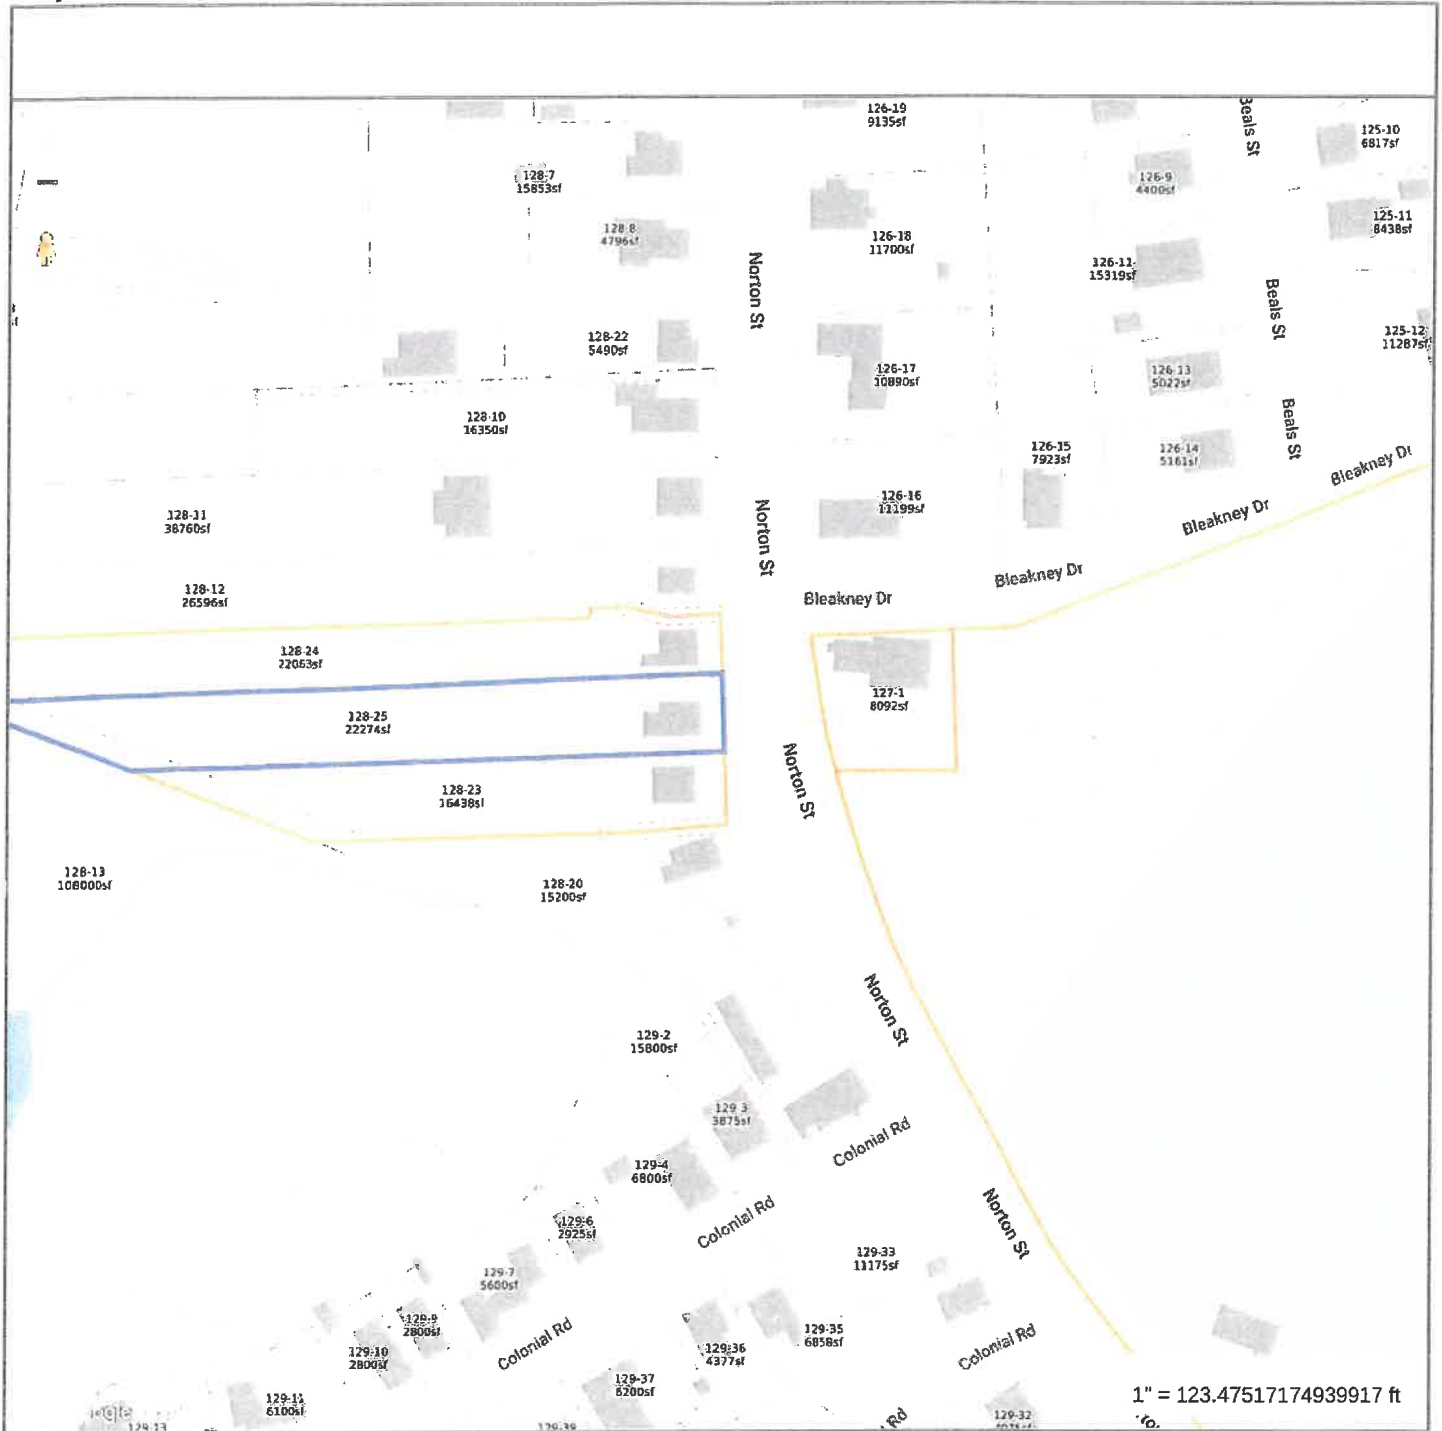 126-19
9135sf
Beals St
125-10
6817sf
128-7
15853sf
126-9
4400sf
125-11
8438sf
128-8
4796sf
126-18
11700sf
126-11
15319sf
Norton St
Beals St
128-22
5490sf
125-12
11287sf
126-17
10890sf
126-13
5022sf
128-10
16350sf
Beals St
126-15
7923sf
126-14
5161sf
Bleakney Dr
126-16
11199sf
128-11
38760sf
Bleakney Dr
Norton St
Bleakney Dr
128-12
26596sf
Bleakney Dr
128-24
22063sf
127-1
8092sf
128-25
22274sf
Norton St
128-23
16438sf
128-13
108000sf
128-20
15200sf
Norton St
129-2
15800sf
129-3
3875sf
Colonial Rd
129-4
6800sf
Colonial Rd
Norton St
129-6
2925sf
129-33
11175sf
129-7
5600sf
129-9
2800sf
129-35
6858sf
Colonial Rd
Colonial Rd
129-10
2800sf
129-36
4377sf
129-37
6200sf
1" = 123.47517174939917 ft
129-11
6100sf
129-32
129-13
129-39
Rd